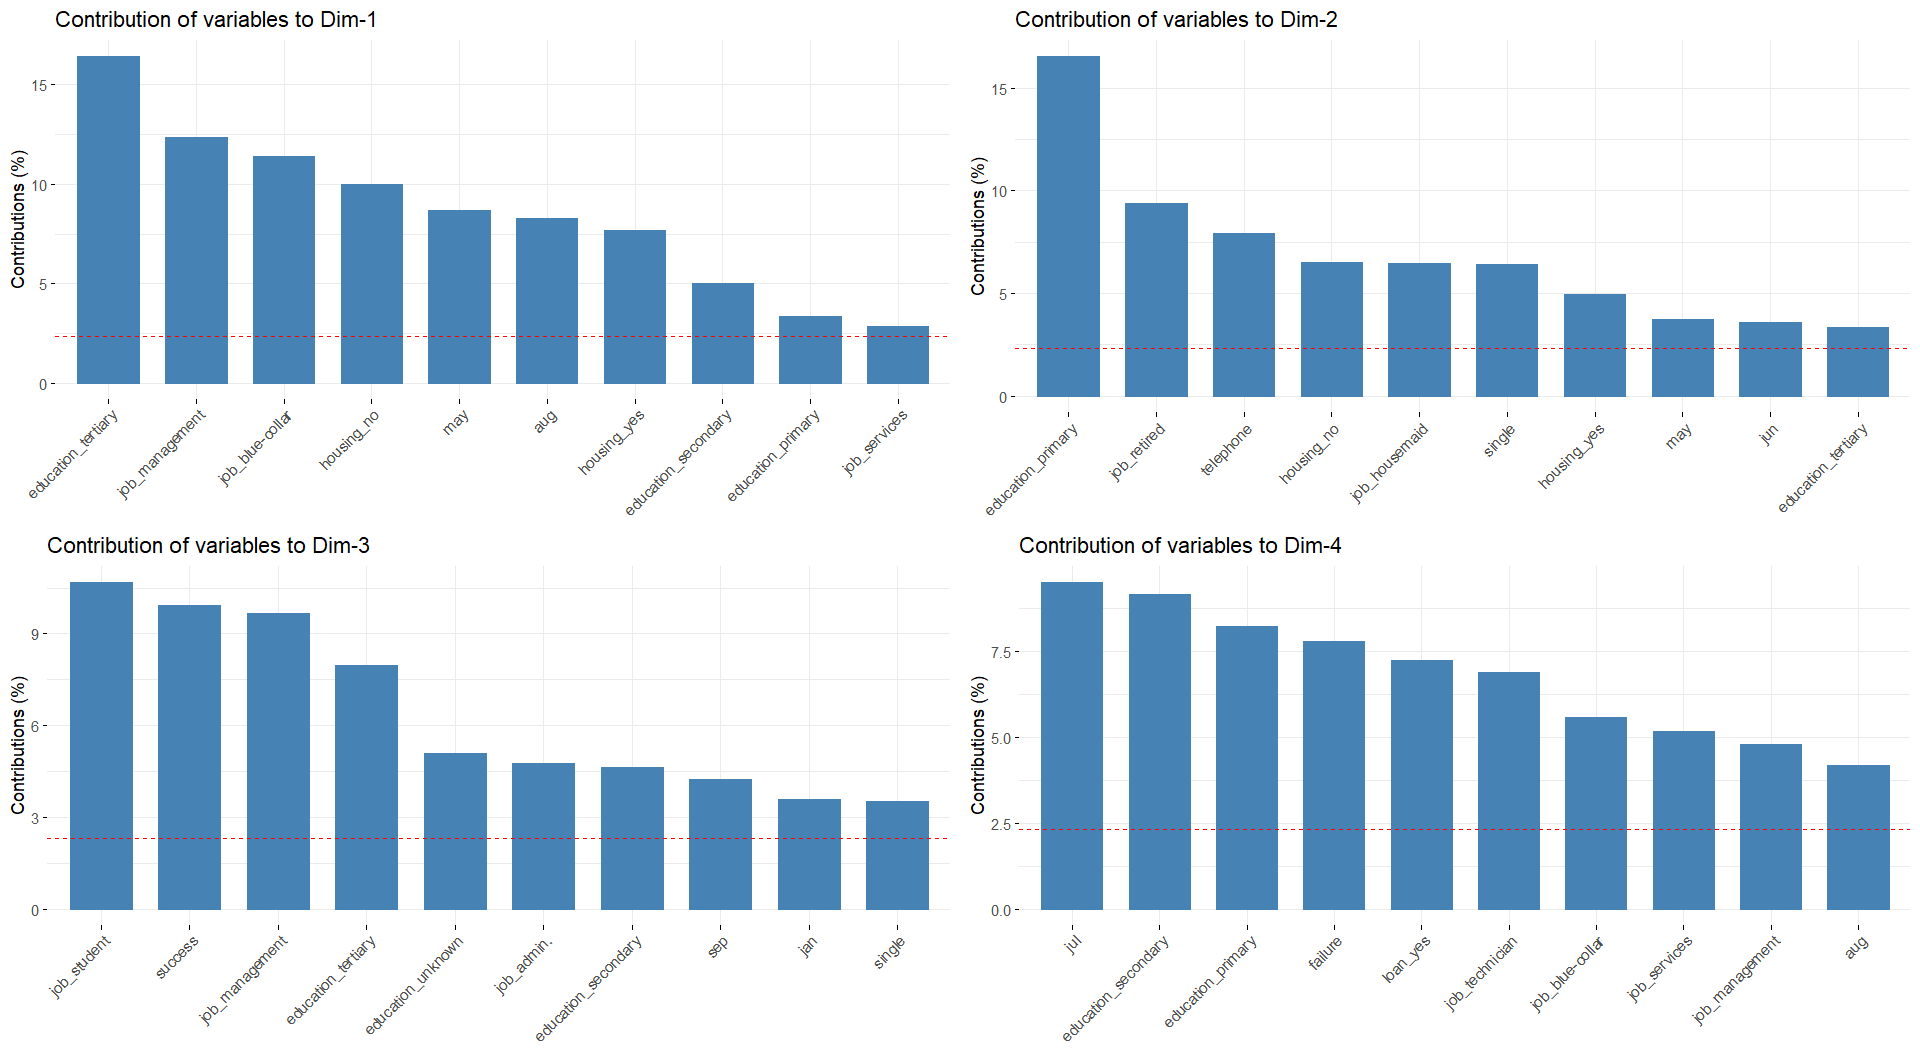 Contribution of variables to Dim-1
Contributions (%)
15
10
5
0
education_tertiary
job_management
job_blue-collar
housing_no
may
aug
housing_yes
education_secondary
education_primary
job_services
Contribution of variables to Dim-2
Contributions (%)
15
10
5
0
education_primary
job_retired
telephone
housing_no
job_housemaid
single
housing_yes
may
jun
education_tertiary
Contribution of variables to Dim-3
Contributions (%)
9
6
3
0
job_student
success
job_management
education_tertiary
education_unknown
job_admin.
education_secondary
sep
jan
single
Contribution of variables to Dim-4
Contributions (%)
7.5
5.0
2.5
0.0
jul
education_secondary
education_primary
failure
loan_yes
job_technician
job_blue-collar
job_services
job_management
aug